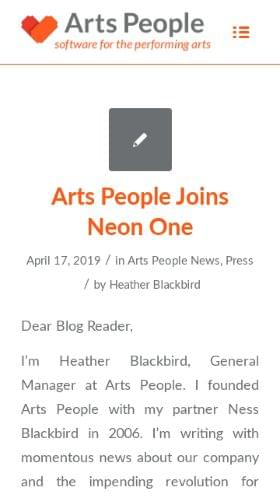 Arts People
software for the performing arts
Arts People Joins
Neon One
April 17, 2019 / in Arts People News, Press
/ by Heather Blackbird
Dear Blog Reader,
I'm Heather Blackbird, General
Manager at Arts People. I founded
Arts People with my partner Ness
Blackbird in 2006. I'm writing with
momentous news about our company
and the impending revolution for